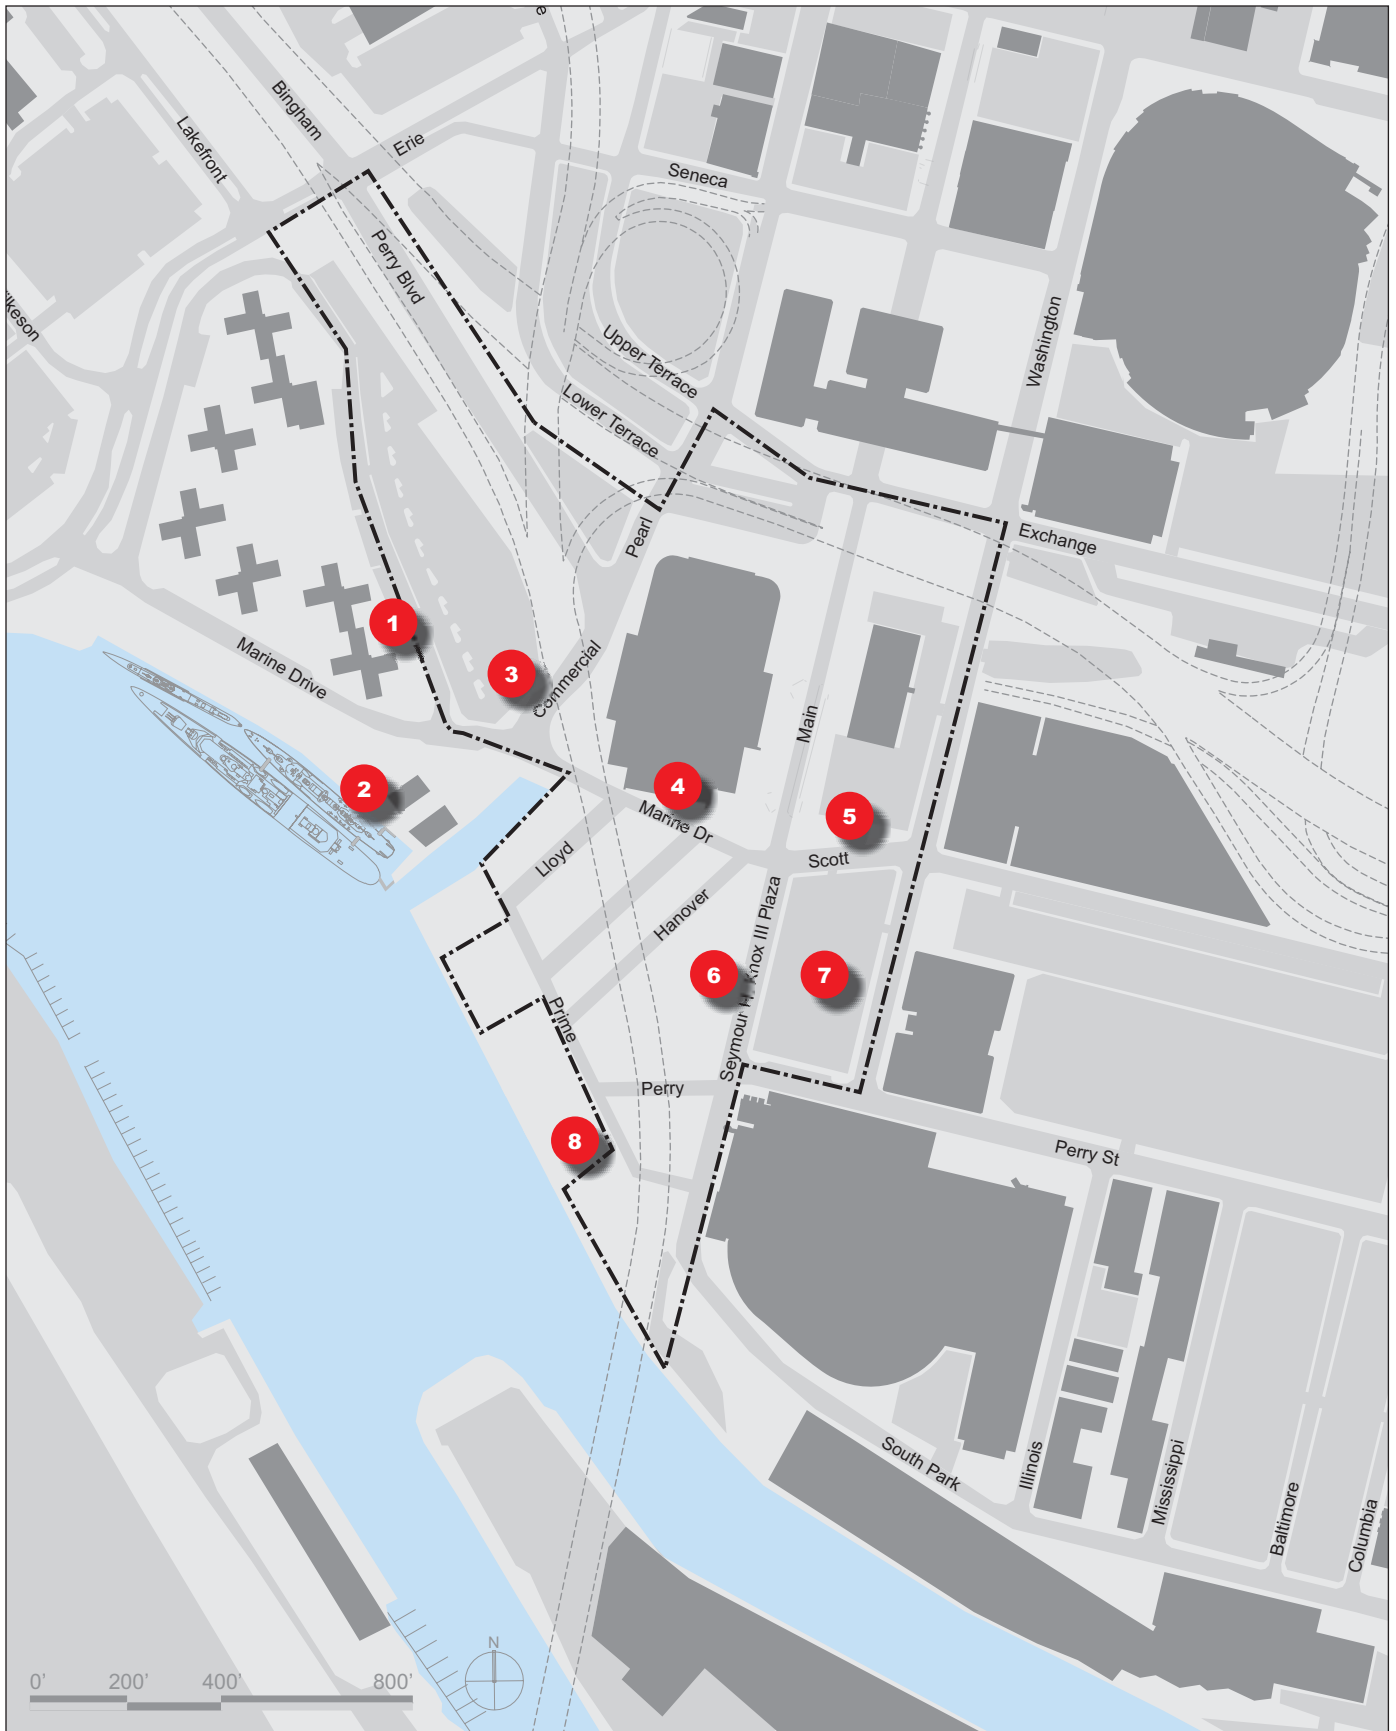 e
Bingham
Lakefront
Erie
Seneca
Perry Blvd
ilkeson
Upper Terrace
Washington
Lower Terrace
Pearl
Exchange
1
Marine Drive
3
Commercial
Main
2
4
Marine Dr
5
Lloyd
Scott
Hanover
Seymour H. Knox III Plaza
6
7
Prime
Perry
8
Perry St
South Park
Illinois
Mississippi
Baltimore
Columbia
N
0' 200' 400' 800'